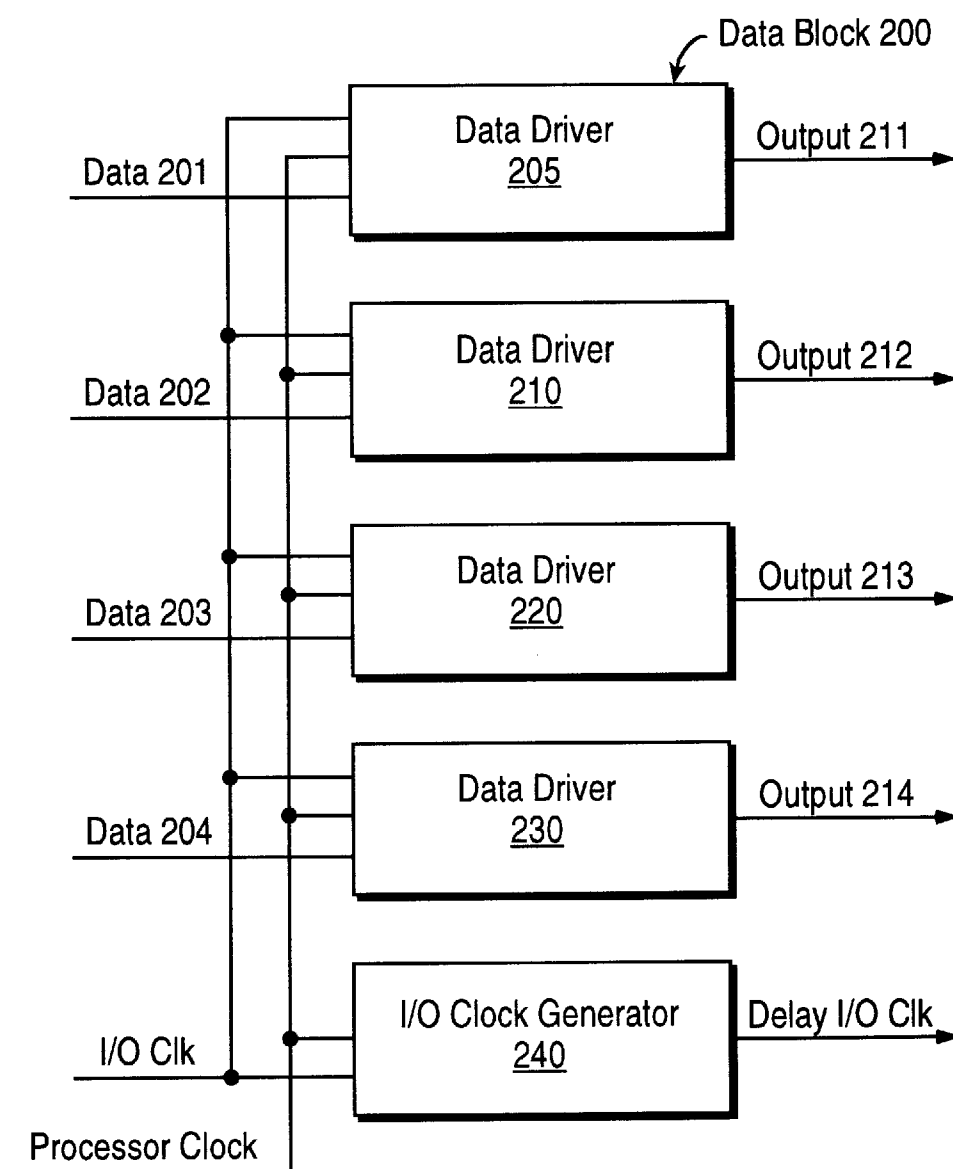 Data Block 200
Data Driver
205
Data 201
Output 211
Data Driver
210
Data 202
Output 212
Data Driver
220
Data 203
Output 213
Data Driver
230
Data 204
Output 214
I/O Clock Generator
240
I/O Clk
Delay I/O Clk
Processor Clock